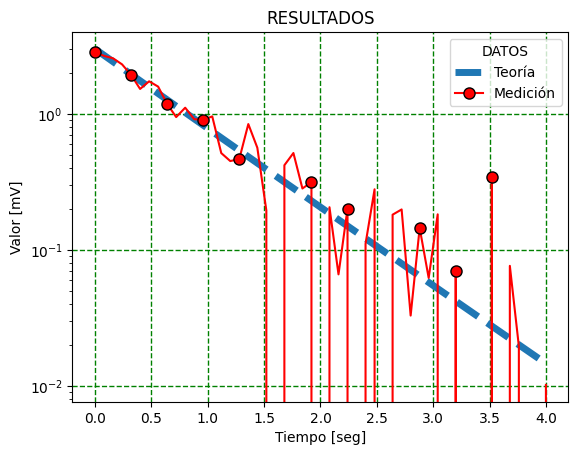 RESULTADOS
DATOS
Teoría
Medición
Valor [mV]
10⁰
10⁻¹
10⁻²
0.0 0.5 1.0 1.5 2.0 2.5 3.0 3.5 4.0
Tiempo [seg]